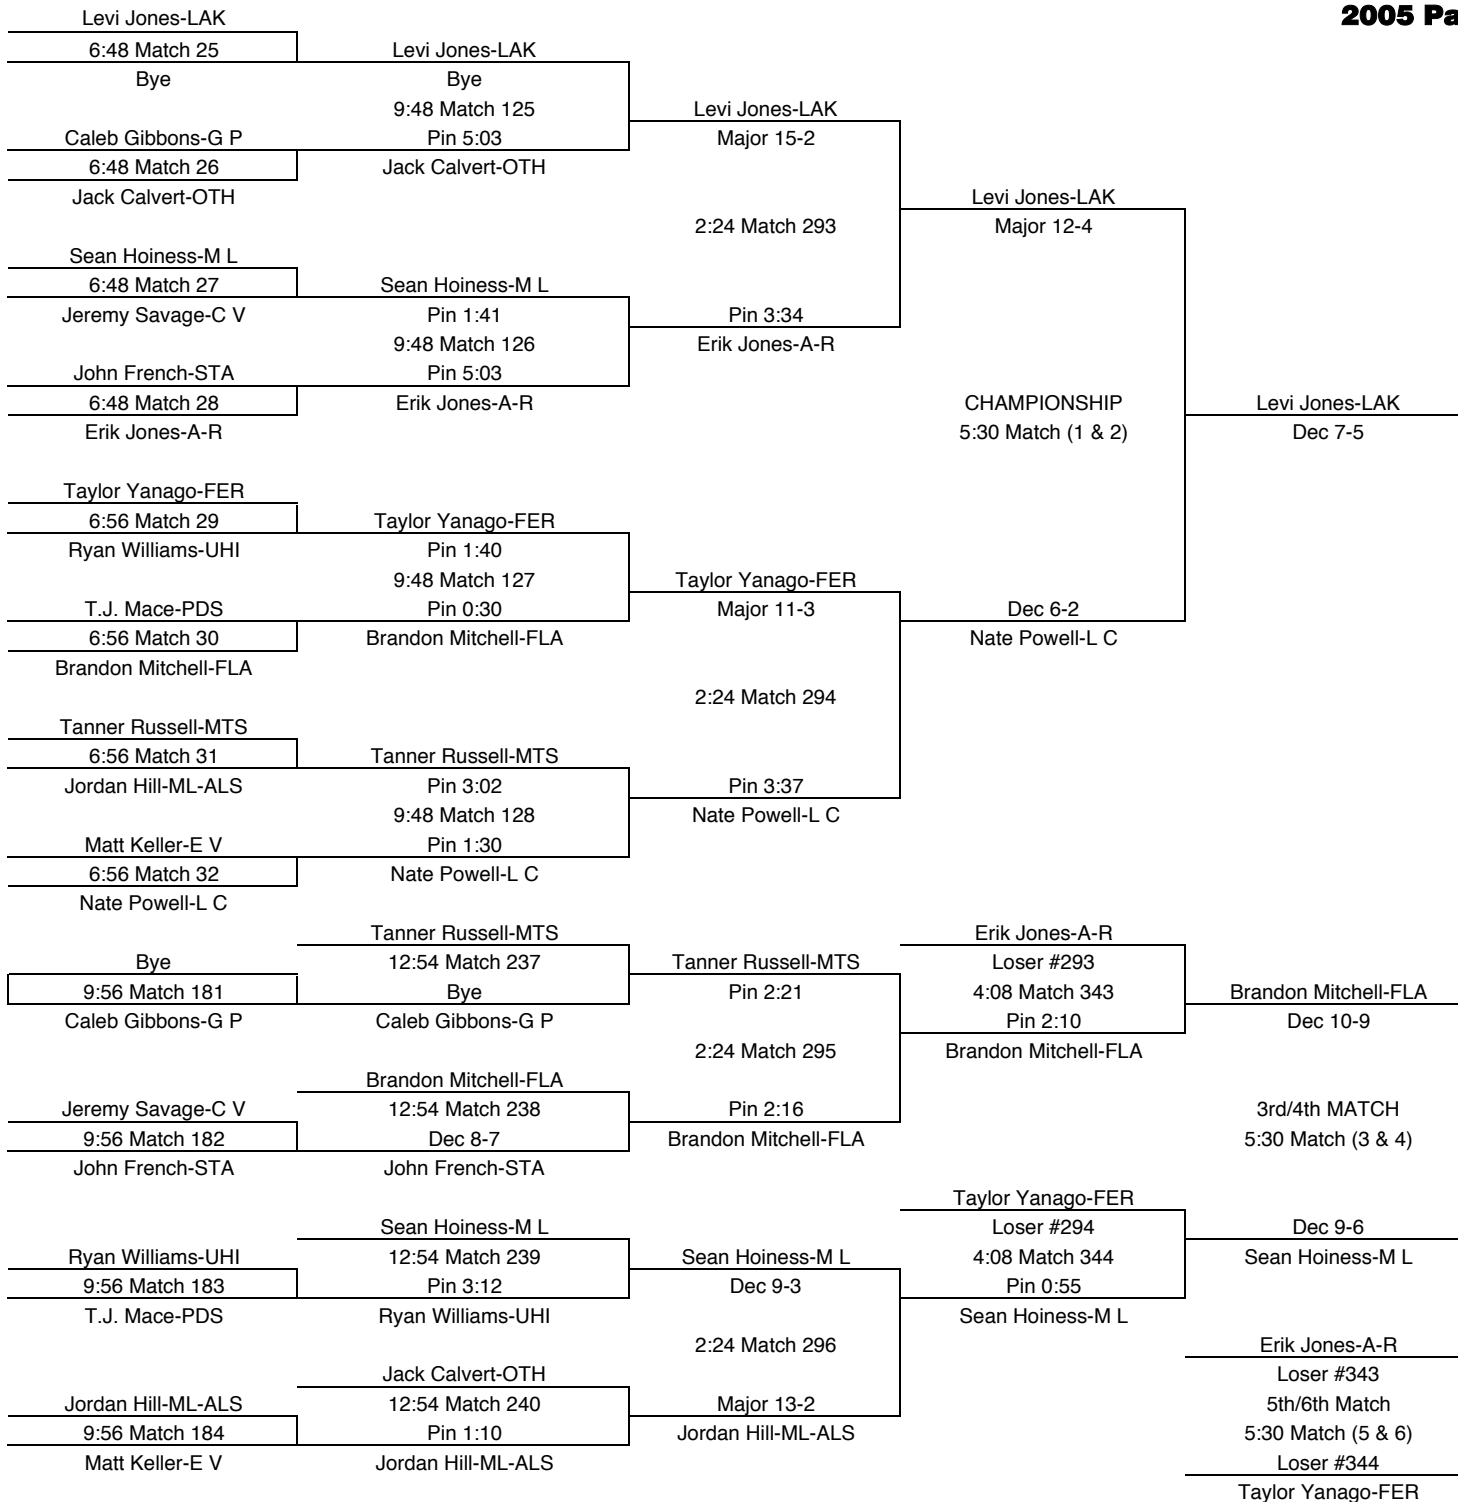 2005 Pa
Levi Jones-LAK
6:48 Match 25
Bye
Caleb Gibbons-G P
6:48 Match 26
Jack Calvert-OTH
Sean Hoiness-M L
6:48 Match 27
Jeremy Savage-C V
John French-STA
6:48 Match 28
Erik Jones-A-R
Taylor Yanago-FER
6:56 Match 29
Ryan Williams-UHI
T.J. Mace-PDS
6:56 Match 30
Brandon Mitchell-FLA
Tanner Russell-MTS
6:56 Match 31
Jordan Hill-ML-ALS
Matt Keller-E V
6:56 Match 32
Nate Powell-L C
Levi Jones-LAK
Bye
9:48 Match 125
Pin 5:03
Jack Calvert-OTH
Sean Hoiness-M L
Pin 1:41
9:48 Match 126
Pin 5:03
Erik Jones-A-R
Taylor Yanago-FER
Pin 1:40
9:48 Match 127
Pin 0:30
Brandon Mitchell-FLA
Tanner Russell-MTS
Pin 3:02
9:48 Match 128
Pin 1:30
Nate Powell-L C
Levi Jones-LAK
Major 15-2
2:24 Match 293
Pin 3:34
Erik Jones-A-R
Taylor Yanago-FER
Major 11-3
2:24 Match 294
Pin 3:37
Nate Powell-L C
Levi Jones-LAK
Major 12-4
CHAMPIONSHIP
5:30 Match (1 & 2)
Dec 6-2
Nate Powell-L C
Levi Jones-LAK
Dec 7-5
Bye
9:56 Match 181
Caleb Gibbons-G P
Jeremy Savage-C V
9:56 Match 182
John French-STA
Ryan Williams-UHI
9:56 Match 183
T.J. Mace-PDS
Jordan Hill-ML-ALS
9:56 Match 184
Matt Keller-E V
Tanner Russell-MTS
12:54 Match 237
Bye
Caleb Gibbons-G P
Brandon Mitchell-FLA
12:54 Match 238
Dec 8-7
John French-STA
Sean Hoiness-M L
12:54 Match 239
Pin 3:12
Ryan Williams-UHI
Jack Calvert-OTH
12:54 Match 240
Pin 1:10
Jordan Hill-ML-ALS
Tanner Russell-MTS
Pin 2:21
2:24 Match 295
Pin 2:16
Brandon Mitchell-FLA
Sean Hoiness-M L
Dec 9-3
2:24 Match 296
Major 13-2
Jordan Hill-ML-ALS
Erik Jones-A-R
Loser #293
4:08 Match 343
Pin 2:10
Brandon Mitchell-FLA
Taylor Yanago-FER
Loser #294
4:08 Match 344
Pin 0:55
Sean Hoiness-M L
Brandon Mitchell-FLA
Dec 10-9
3rd/4th MATCH
5:30 Match (3 & 4)
Dec 9-6
Sean Hoiness-M L
Erik Jones-A-R
Loser #343
5th/6th Match
5:30 Match (5 & 6)
Loser #344
Taylor Yanago-FER